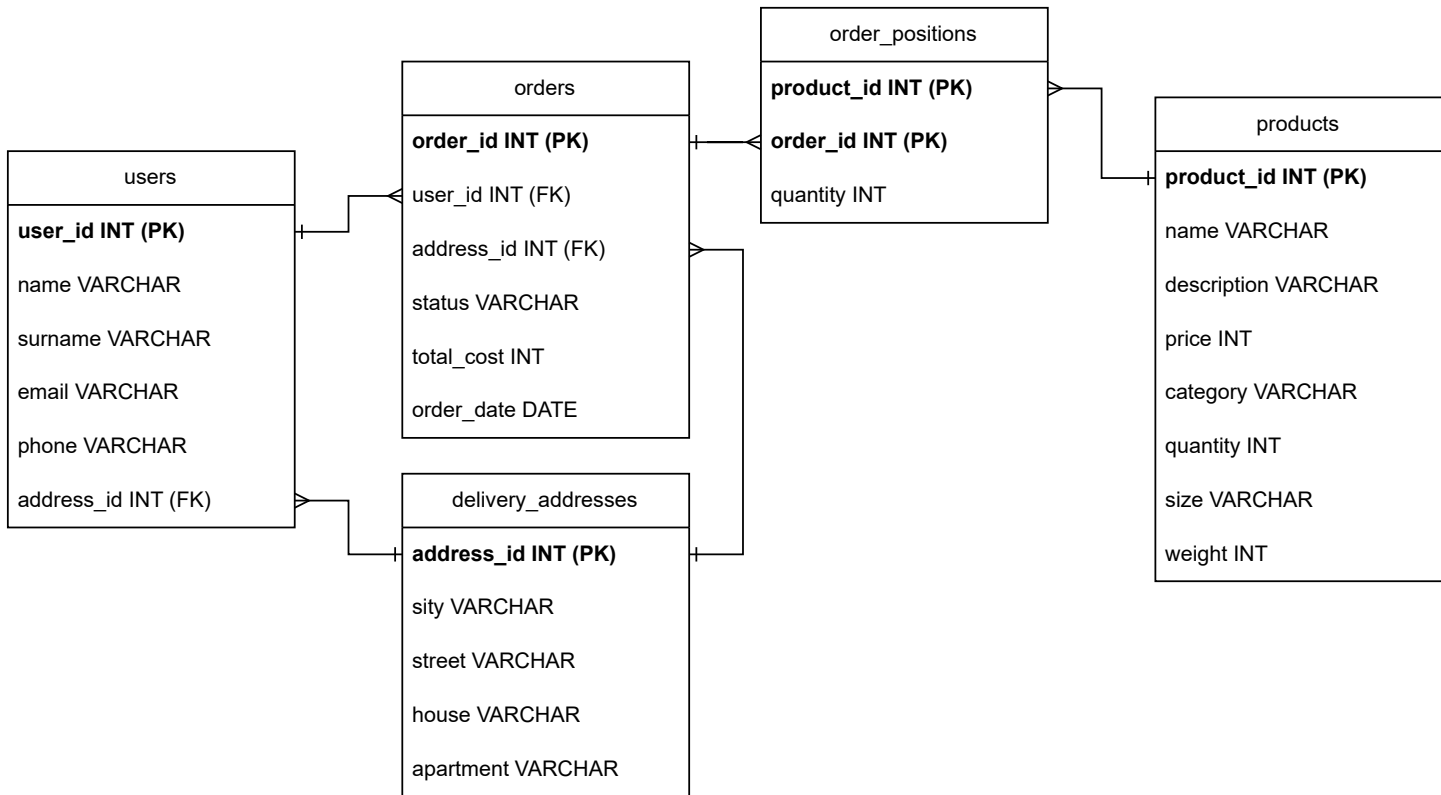 users
user_id INT (PK)
name VARCHAR
surname VARCHAR
email VARCHAR
phone VARCHAR
address_id INT (FK)
orders
order_id INT (PK)
user_id INT (FK)
address_id INT (FK)
status VARCHAR
total_cost INT
order_date DATE
delivery_addresses
address_id INT (PK)
sity VARCHAR
street VARCHAR
house VARCHAR
apartment VARCHAR
order_positions
product_id INT (PK)
order_id INT (PK)
quantity INT
products
product_id INT (PK)
name VARCHAR
description VARCHAR
price INT
category VARCHAR
quantity INT
size VARCHAR
weight INT